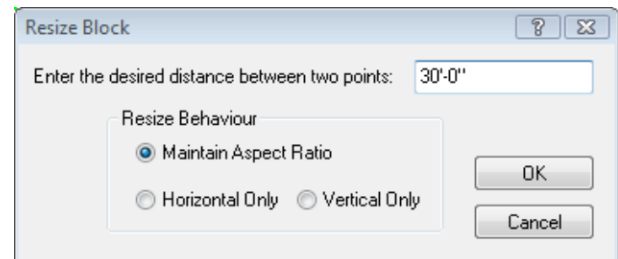 Resize Block
Enter the desired distance between two points: 30'-0"
Resize Behaviour
Maintain Aspect Ratio
Horizontal Only Vertical Only
OK
Cancel